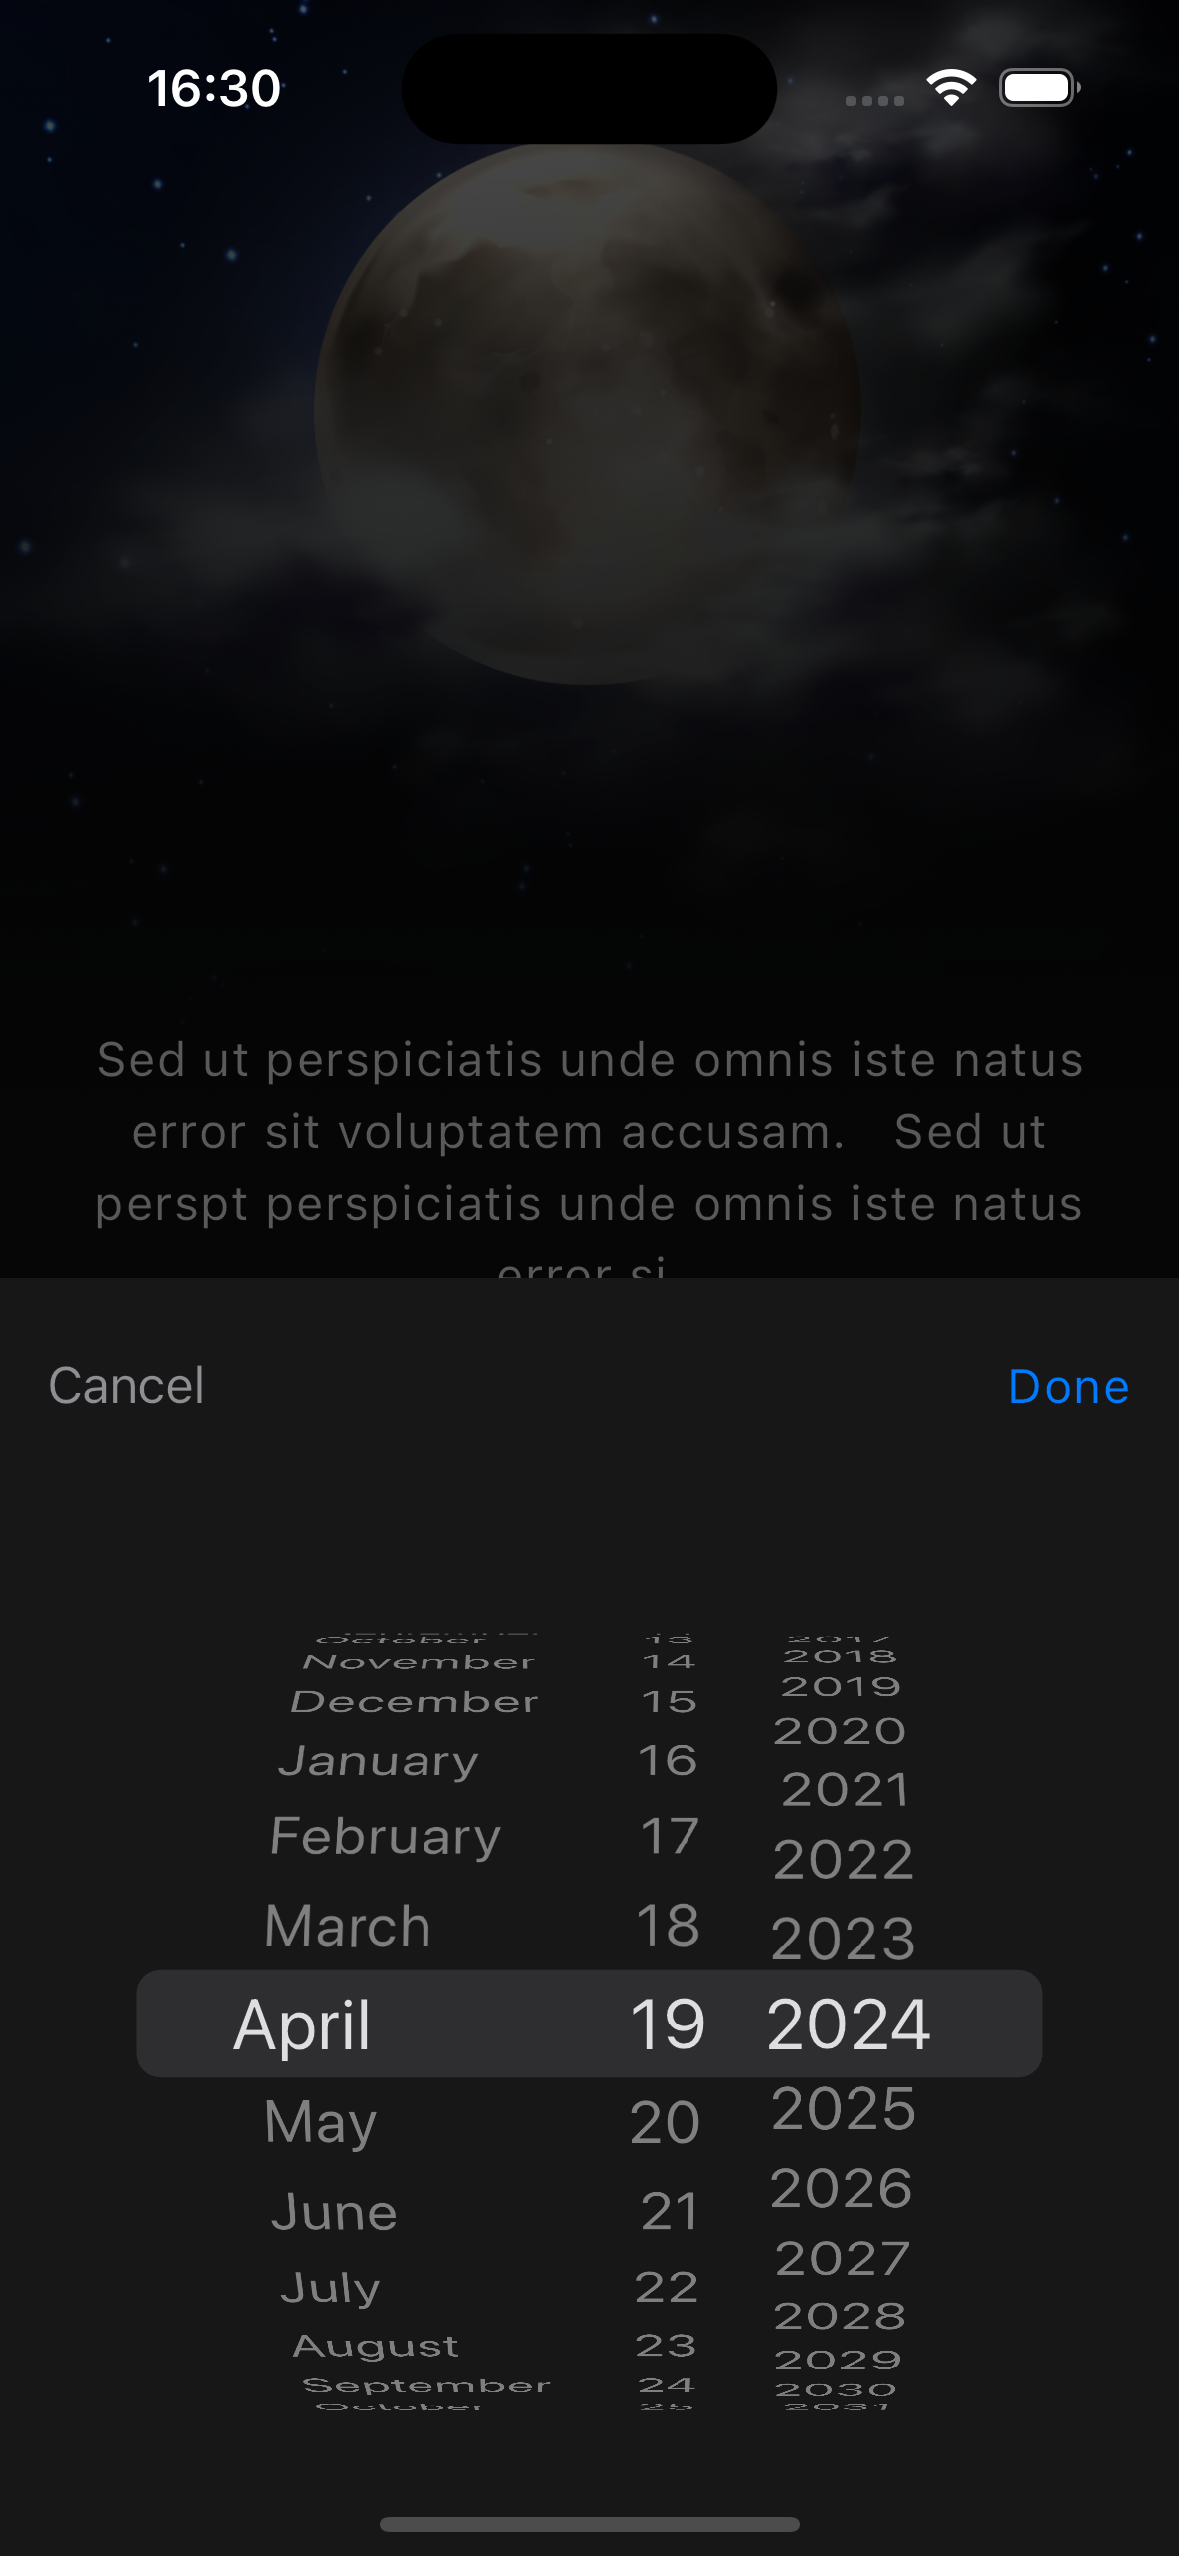 16:30
Sed ut perspiciatis unde omnis iste natus
error sit voluptatem accusam. Sed ut
perspt perspiciatis unde omnis iste natus
error si
Cancel Done
October 13 2017
November 14 2018
December 15 2019
January 16 2020
2021
February 17 2022
March 18 2023
April 19 2024
May 20 2025
June 21 2026
July 22 2027
2028
August 23 2029
September 24 2030
October 25 2031